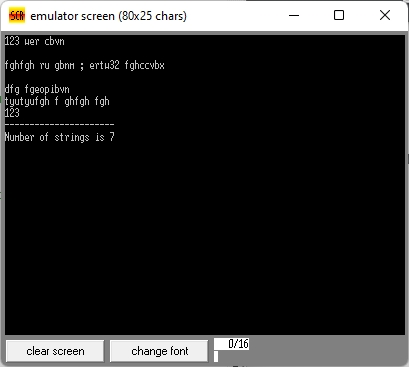 emulator screen (80x25 chars)
123 wer cbvn
fghfgh ru gbnm ; ertw32 fghccvbx
dfg fgeopibvn
tyutyufgh f ghfgh fgh
123
----------------------
Number of strings is 7
clear screen
change font
0/16